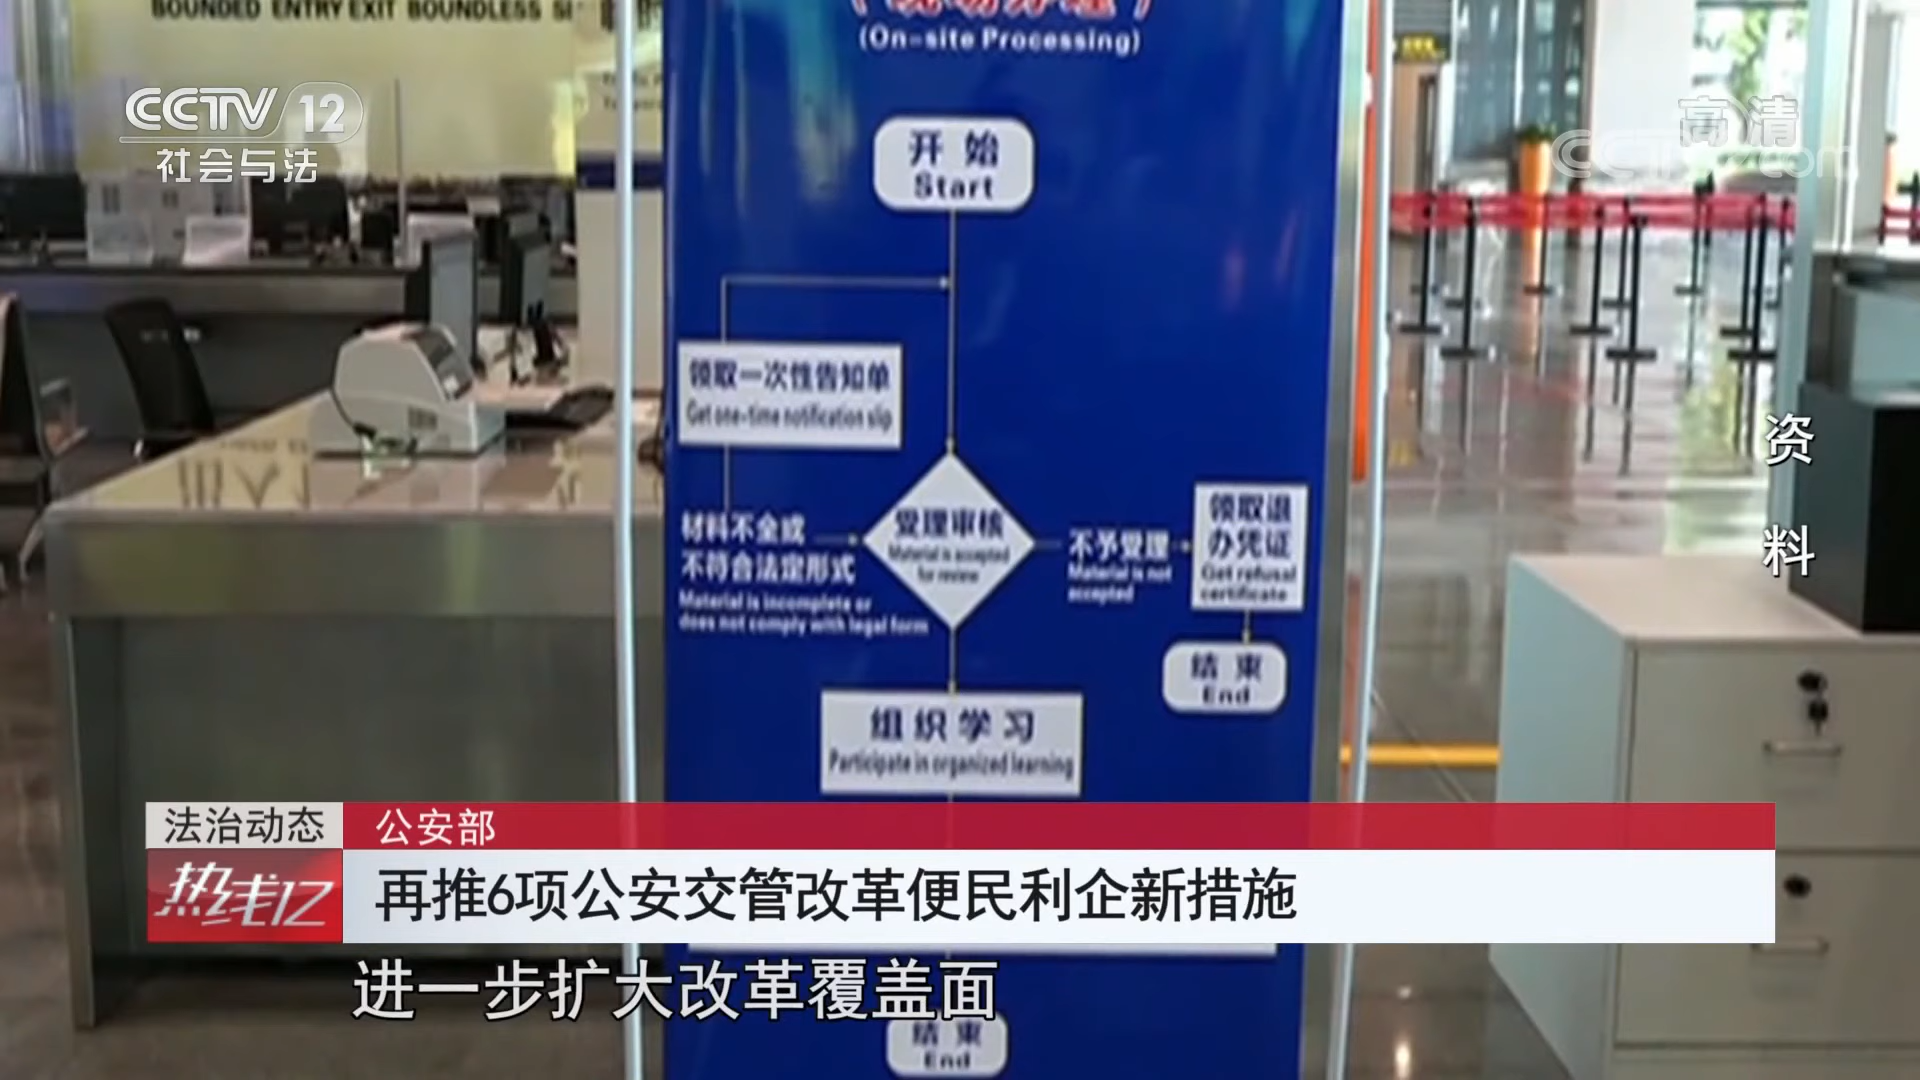 BOUNDED ENTRY EXIT BOUNDLESS
(现场办理)
(On-site Processing)
CCTV 12
社会与法
高清
CCTV.com
开始
Start
领取一次性告知单
Get one-time notification slip
材料不全或
不符合法定形式
Material is incomplete or
does not comply with legal form
受理审核
Material is accepted
for review
不予受理
Material is not
accepted
领取退
办凭证
Get refusal
certificate
结束
End
组织学习
Participate in organized learning
资料
法治动态
公安部
热线12
再推6项公安交管改革便民利企新措施
进一步扩大改革覆盖面
结束
End